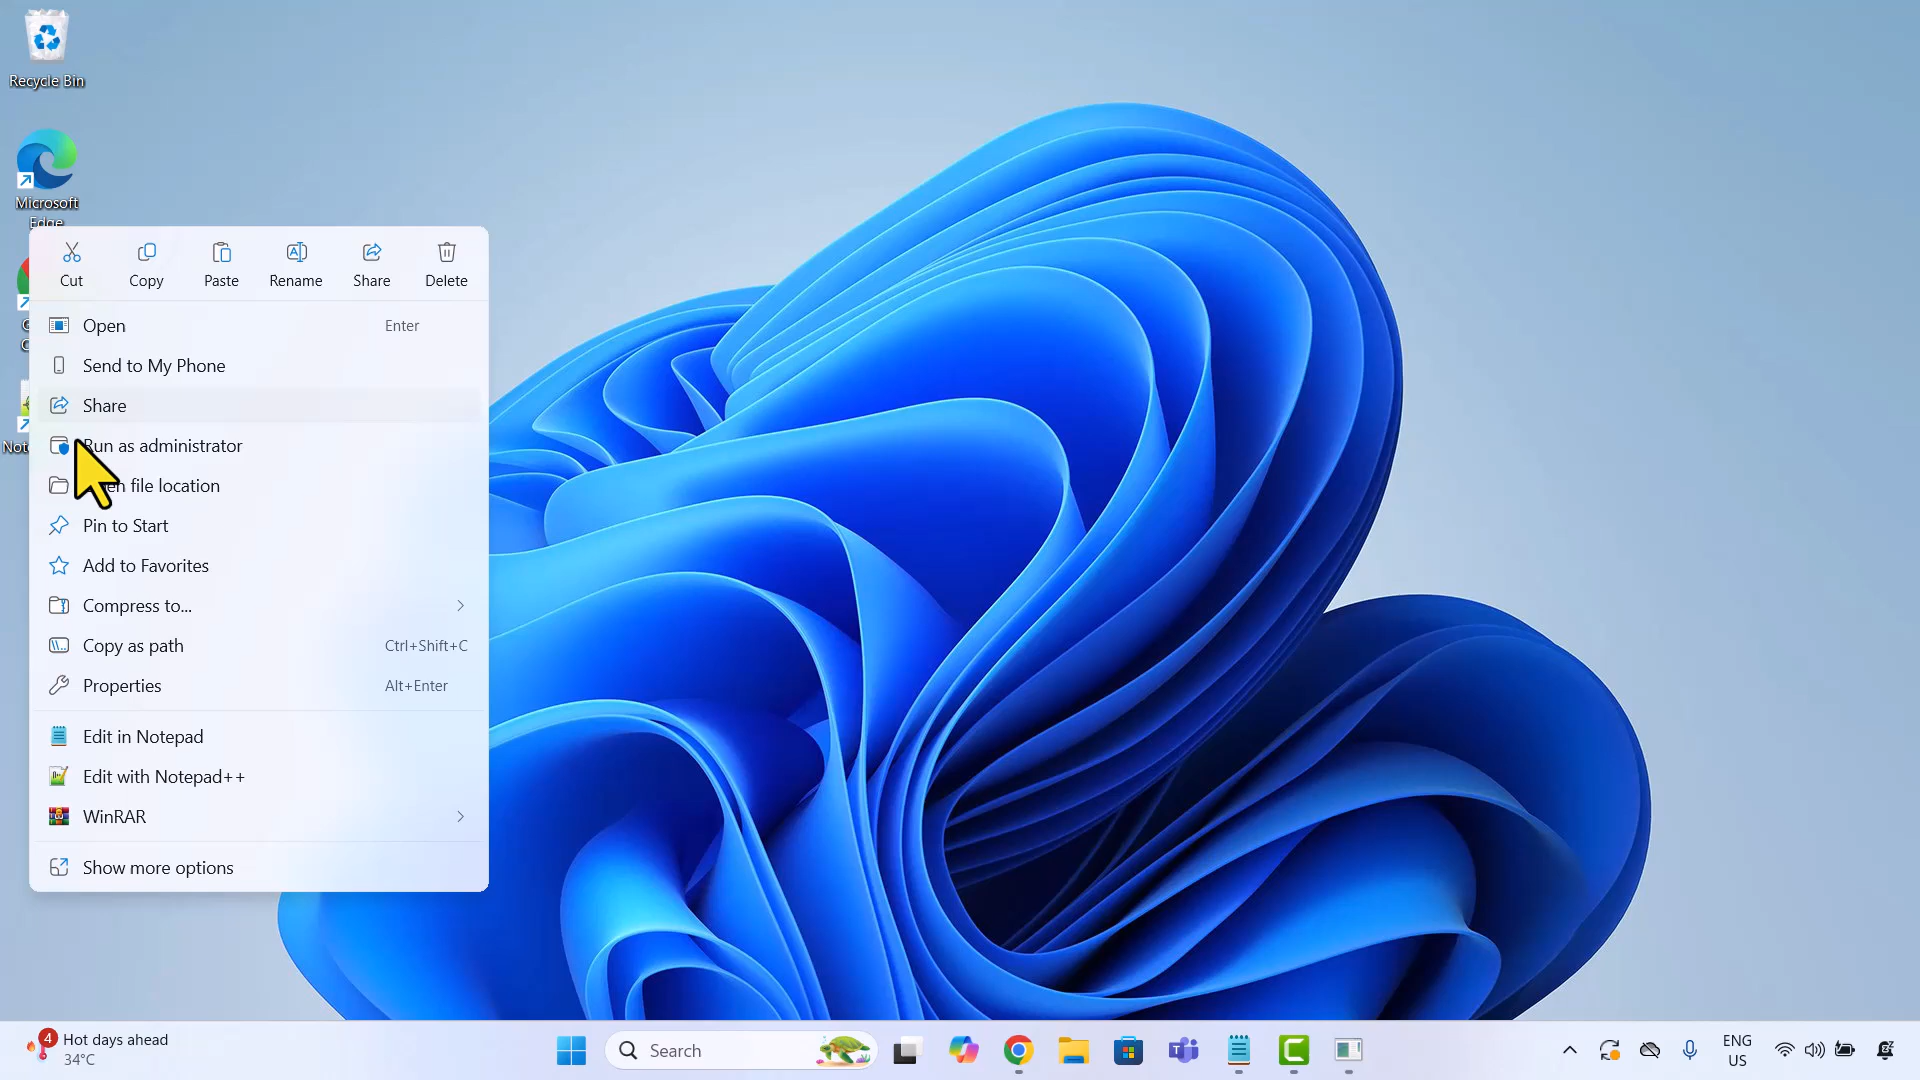 Recycle Bin
Microsoft
Edge
Cut Copy Paste Rename Share Delete
Open Enter
Send to My Phone
Share
Run as administrator
file location
Pin to Start
Add to Favorites
Compress to...
Copy as path Ctrl+Shift+C
Properties Alt+Enter
Edit in Notepad
Edit with Notepad++
WinRAR
Show more options
4 Hot days ahead
34°C
Search
ENG
US